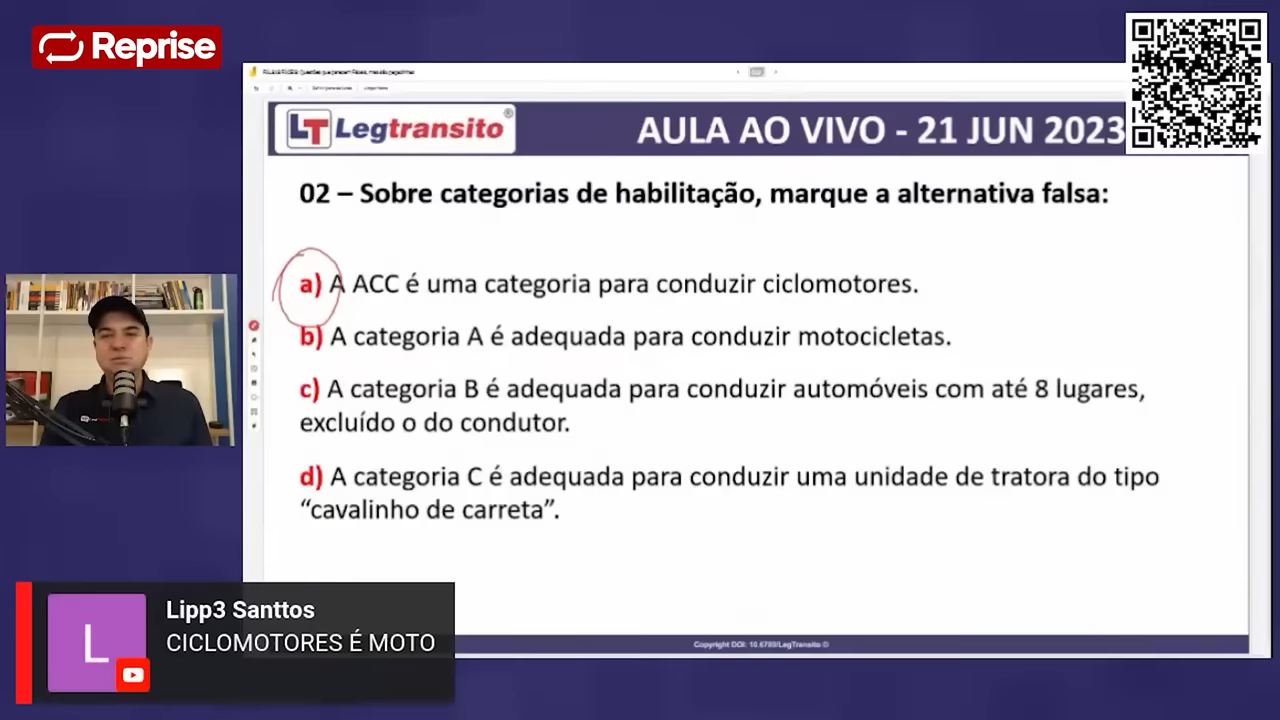 Reprise
LT Legtransito®
AULA AO VIVO - 21 JUN 2023
02 – Sobre categorias de habilitação, marque a alternativa falsa:
a) A ACC é uma categoria para conduzir ciclomotores.
b) A categoria A é adequada para conduzir motocicletas.
c) A categoria B é adequada para conduzir automóveis com até 8 lugares,
excluído o do condutor.
d) A categoria C é adequada para conduzir uma unidade de tratora do tipo
“cavalinho de carreta”.
L
Lipp3 Santtos
CICLOMOTORES É MOTO